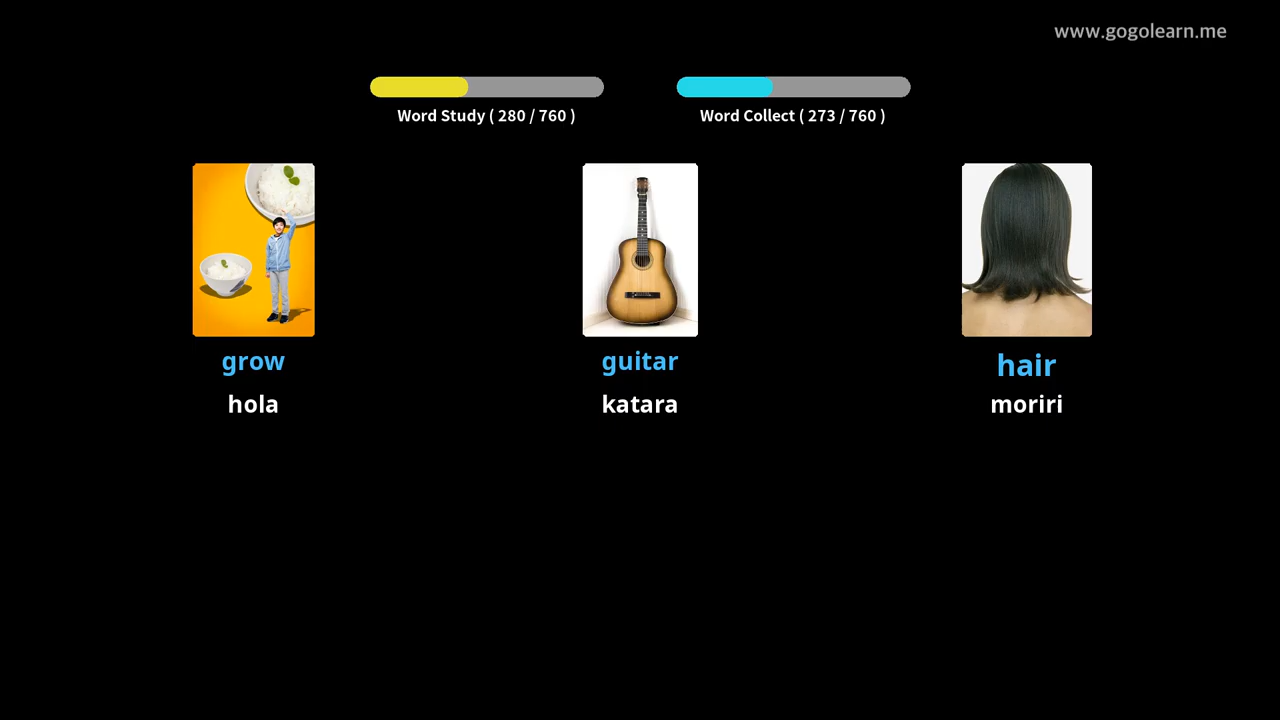 www.gogolearn.me
Word Study ( 280 / 760 )
Word Collect ( 273 / 760 )
grow
guitar
hair
hola
katara
moriri